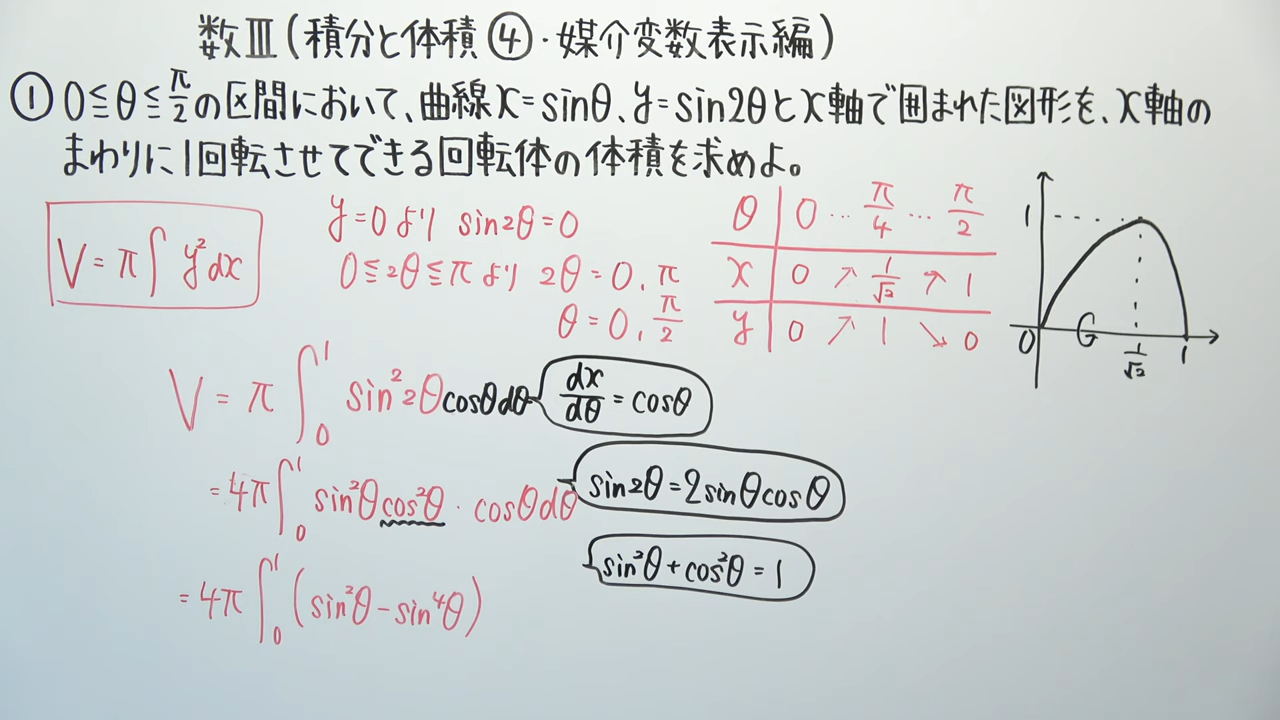 数Ⅲ(積分と体積④・媒介変数表示編)
① 0≦θ≦π/2の区間において、曲線x=sinθ、y=sin2θとx軸で囲まれた図形を、x軸の
まわりに1回転させてできる回転体の体積を求めよ。
V=π∫y²dx
y=0より sin2θ=0
0≦2θ≦πより 2θ=0, π
θ=0, π/2
θ 0 … π/4 … π/2
x 0 ↗ 1/√2 ↗ 1
y 0 ↗ 1 ↘ 0
1
0 1/√2 1
V=π∫₀¹ sin²2θcosθdθ
dx/dθ=cosθ
=4π∫₀¹ sin²θcos²θ・cosθdθ
sin2θ=2sinθcosθ
sin²θ+cos²θ=1
=4π∫₀¹(sin²θ-sin⁴θ)